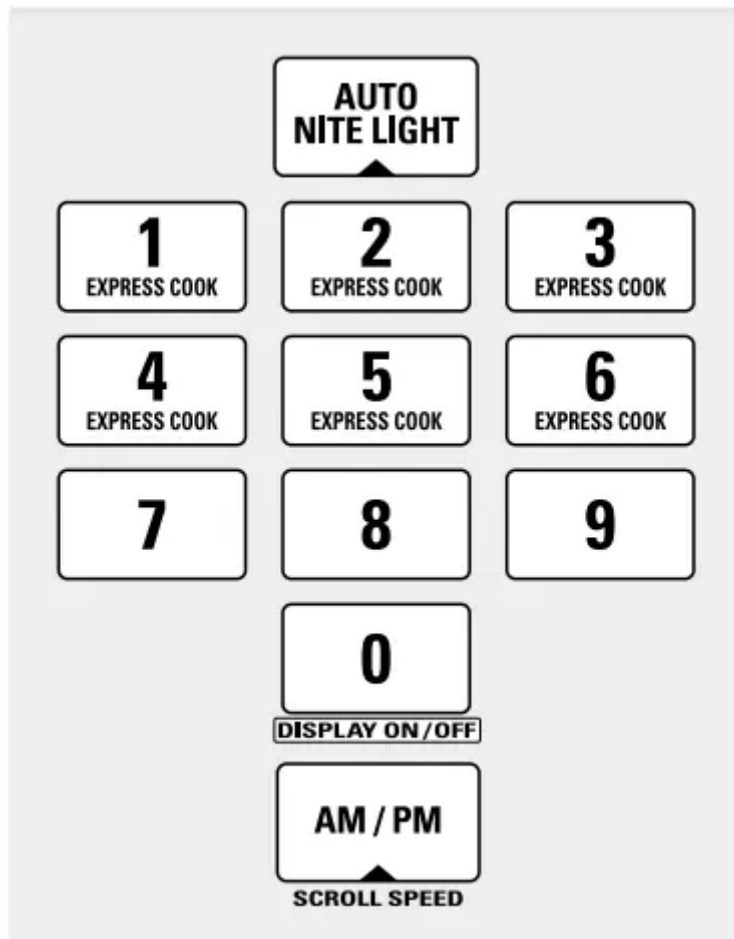 AUTO
NITE LIGHT
1 2 3
EXPRESS COOK EXPRESS COOK EXPRESS COOK
4 5 6
EXPRESS COOK EXPRESS COOK EXPRESS COOK
7 8 9
0
DISPLAY ON/OFF
AM / PM
SCROLL SPEED